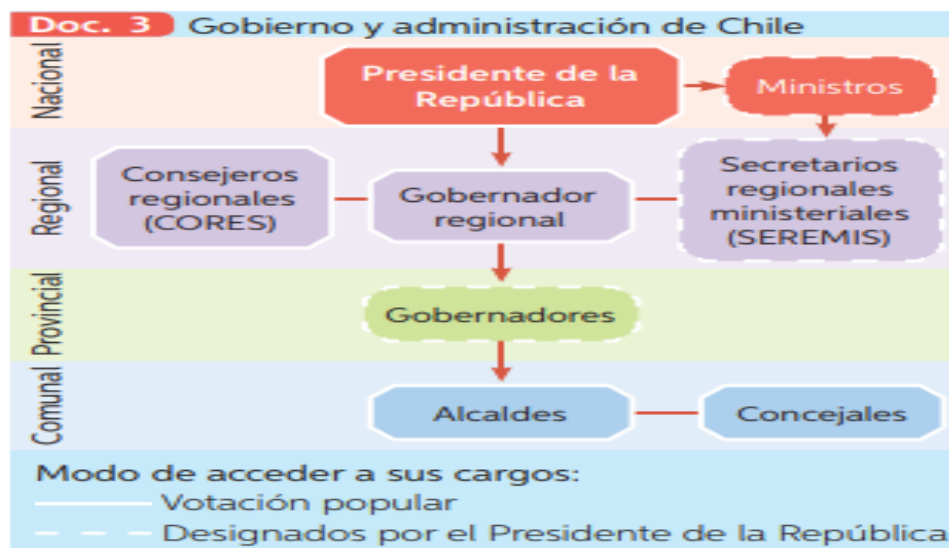 Doc. 3 Gobierno y administración de Chile
Nacional
Presidente de la
República
Ministros
Regional
Consejeros
regionales
(CORES)
Gobernador
regional
Secretarios
regionales
ministeriales
(SEREMIS)
Provincial
Gobernadores
Comunal
Alcaldes
Concejales
Modo de acceder a sus cargos:
Votación popular
Designados por el Presidente de la República